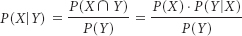 P(X|Y) = P(X ∩ Y) / P(Y) = P(X) · P(Y|X) / P(Y)